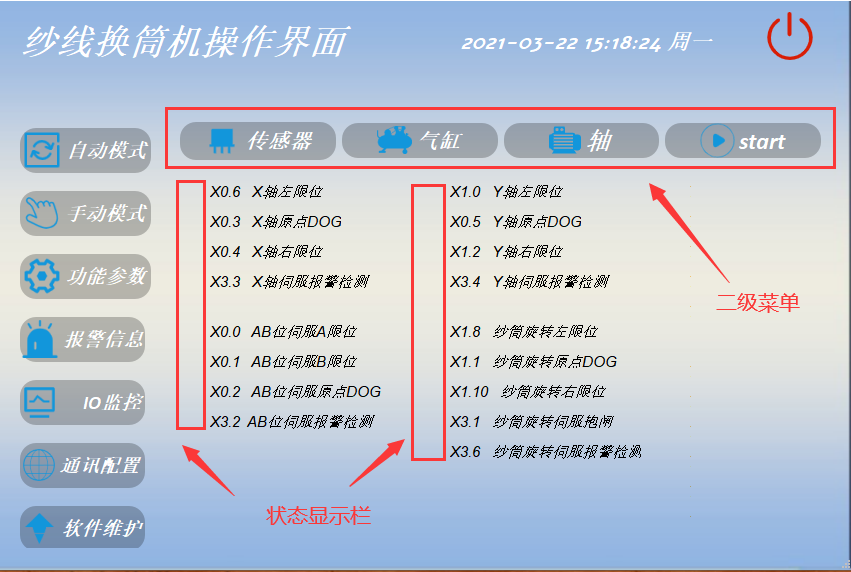 纱线换筒机操作界面
2021-03-22 15:18:24 周一
传感器 气缸 轴 start
自动模式
手动模式
功能参数
报警信息
IO监控
通讯配置
软件维护
X0.6 X轴左限位
X0.3 X轴原点DOG
X0.4 X轴右限位
X3.3 X轴伺服报警检测
X0.0 AB位伺服A限位
X0.1 AB位伺服B限位
X0.2 AB位伺服原点DOG
X3.2 AB位伺服报警检测
X1.0 Y轴左限位
X0.5 Y轴原点DOG
X1.2 Y轴右限位
X3.4 Y轴伺服报警检测
X1.8 纱筒旋转左限位
X1.1 纱筒旋转原点DOG
X1.10 纱筒旋转右限位
X3.1 纱筒旋转伺服抱闸
X3.6 纱筒旋转伺服报警检测
二级菜单
状态显示栏